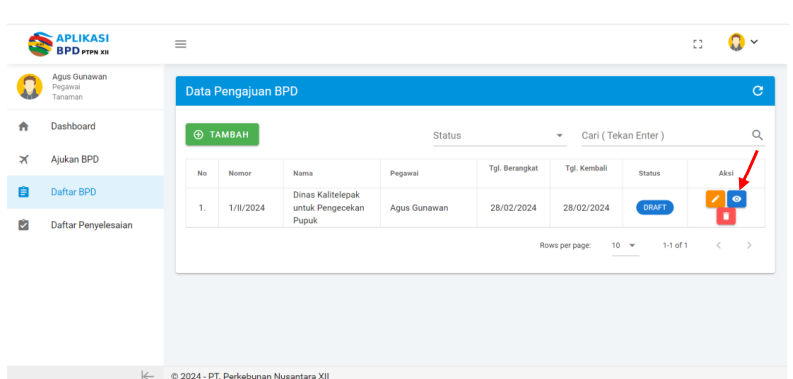 APLIKASI
BPD PTPN XII
Agus Gunawan
Pegawai
Tanaman
Dashboard
Ajukan BPD
Daftar BPD
Daftar Penyelesaian
Data Pengajuan BPD
TAMBAH
Status
Cari ( Tekan Enter )
No Nomor Nama Pegawai Tgl. Berangkat Tgl. Kembali Status Aksi
1. 1/II/2024 Dinas Kalitelepak untuk Pengecekan Pupuk Agus Gunawan 28/02/2024 28/02/2024 DRAFT
Rows per page: 10 1-1 of 1
© 2024 - PT. Perkebunan Nusantara XII